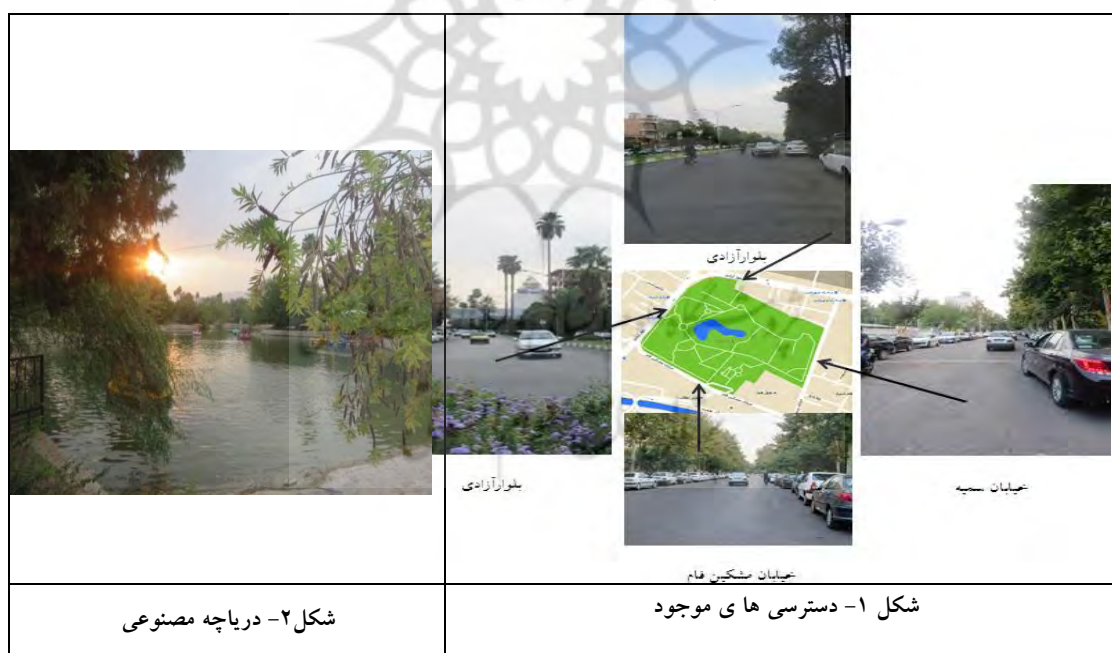 بلوارآزادی
بلوارآزادی
خیابان سمیه
خیابان مشکین فام
شکل ۱- دسترسی ها ی موجود
شکل۲- دریاچه مصنوعی